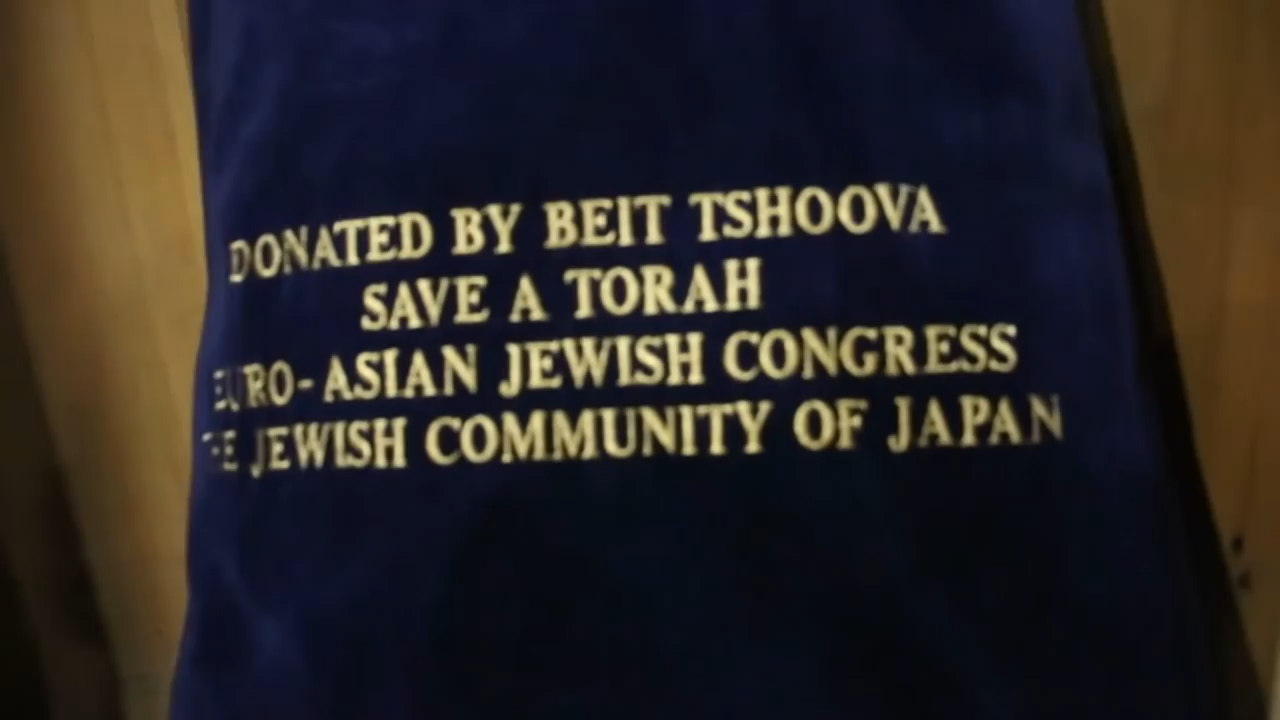 DONATED BY BEIT TSHOOVA
SAVE A TORAH
EURO-ASIAN JEWISH CONGRESS
JEWISH COMMUNITY OF JAPAN